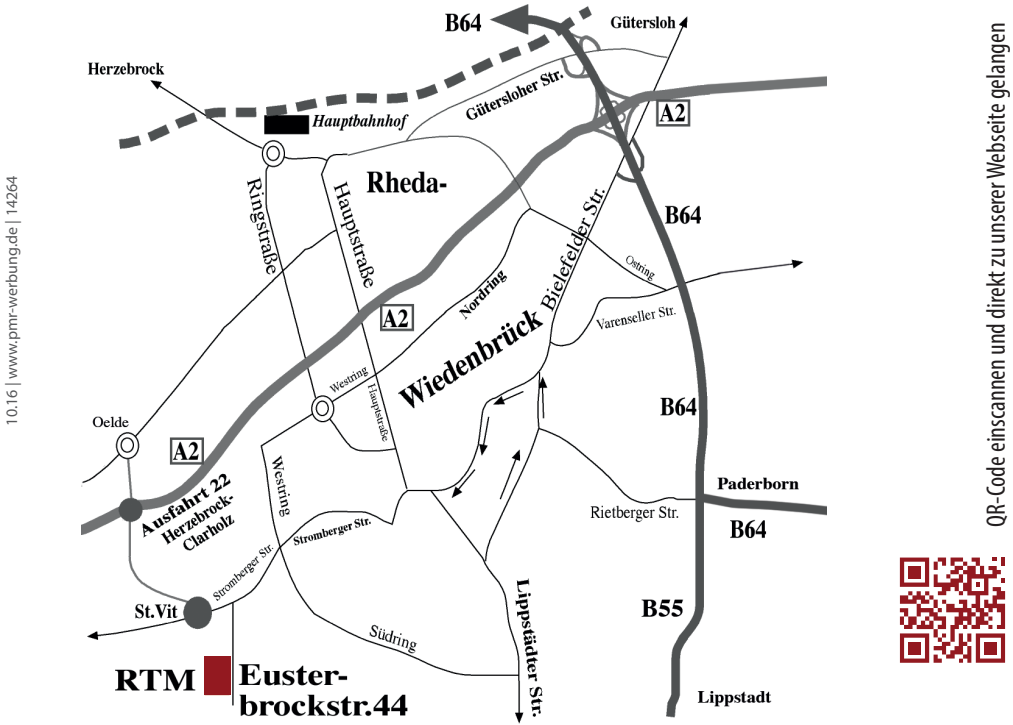 B64
Gütersloh
Herzebrock
Gütersloher Str.
A2
Hauptbahnhof
Rheda-
Ringstraße
Hauptstraße
Bielefelder Str.
B64
Ostring
Nordring
A2
Varenseller Str.
Wiedenbrück
Westring
Hauptstraße
B64
Oelde
A2
Westring
Ausfahrt 22
Herzebrock-
Clarholz
Paderborn
Rietberger Str.
B64
Stromberger Str.
Stromberger Str.
St.Vit
Lippstädter Str.
B55
Südring
RTM
Euster-
brockstr.44
Lippstadt
10.16 | www.pmr-werbung.de | 14264
QR-Code einscannen und direkt zu unserer Webseite gelangen